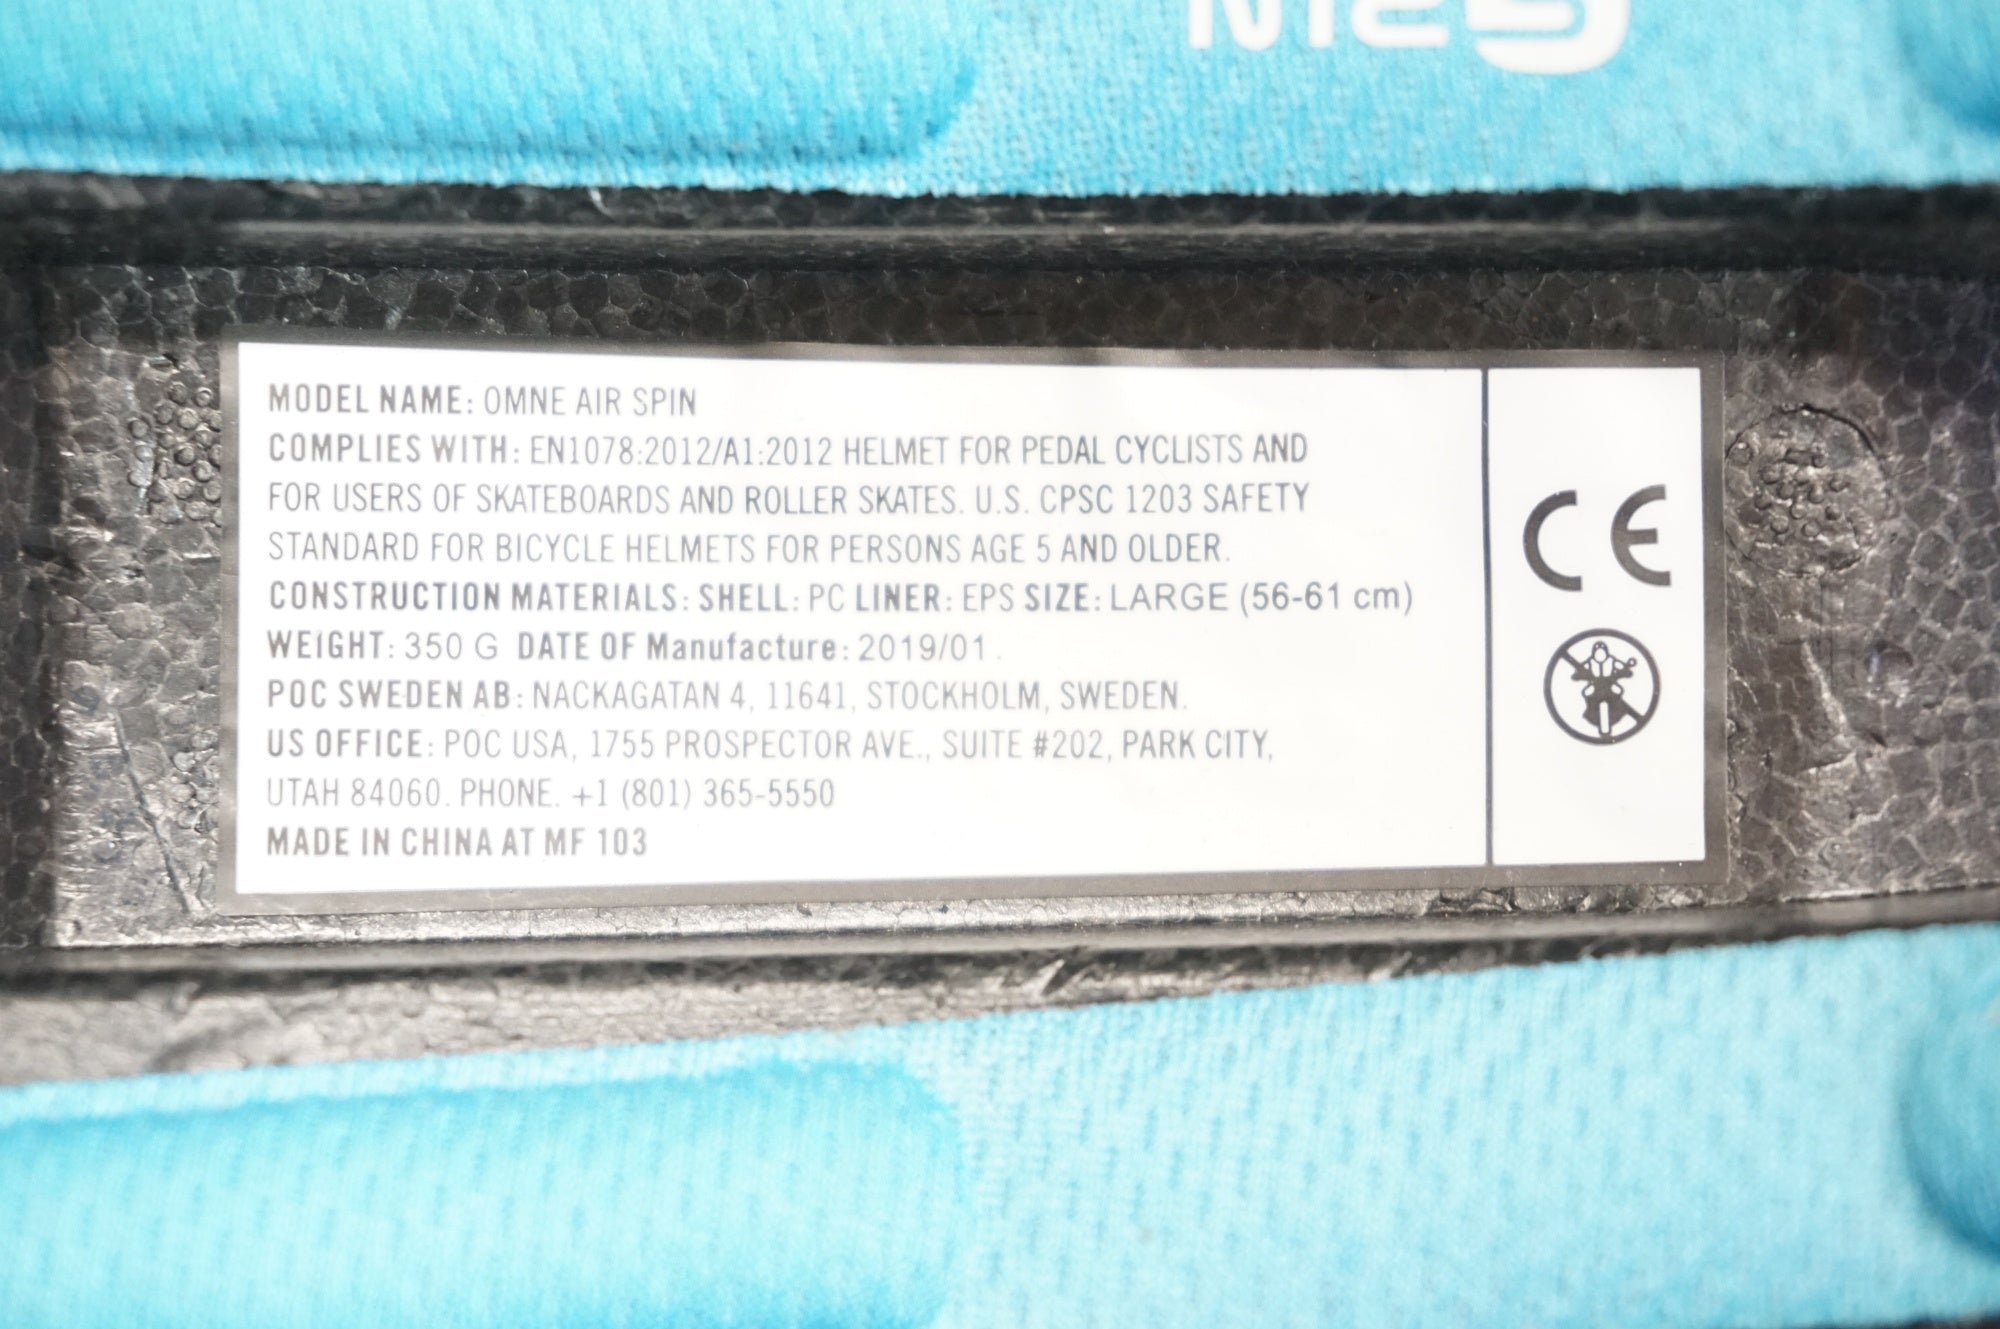 MODEL NAME: OMNE AIR SPIN
COMPLIES WITH: EN1078:2012/A1:2012 HELMET FOR PEDAL CYCLISTS AND
FOR USERS OF SKATEBOARDS AND ROLLER SKATES. U.S. CPSC 1203 SAFETY
STANDARD FOR BICYCLE HELMETS FOR PERSONS AGE 5 AND OLDER.
CONSTRUCTION MATERIALS: SHELL: PC LINER: EPS SIZE: LARGE (56-61 cm)
WEIGHT: 350 G DATE OF Manufacture: 2019/01.
POC SWEDEN AB: NACKAGATAN 4, 11641, STOCKHOLM, SWEDEN.
US OFFICE: POC USA, 1755 PROSPECTOR AVE., SUITE #202, PARK CITY,
UTAH 84060. PHONE. +1 (801) 365-5550
MADE IN CHINA AT MF 103
CE